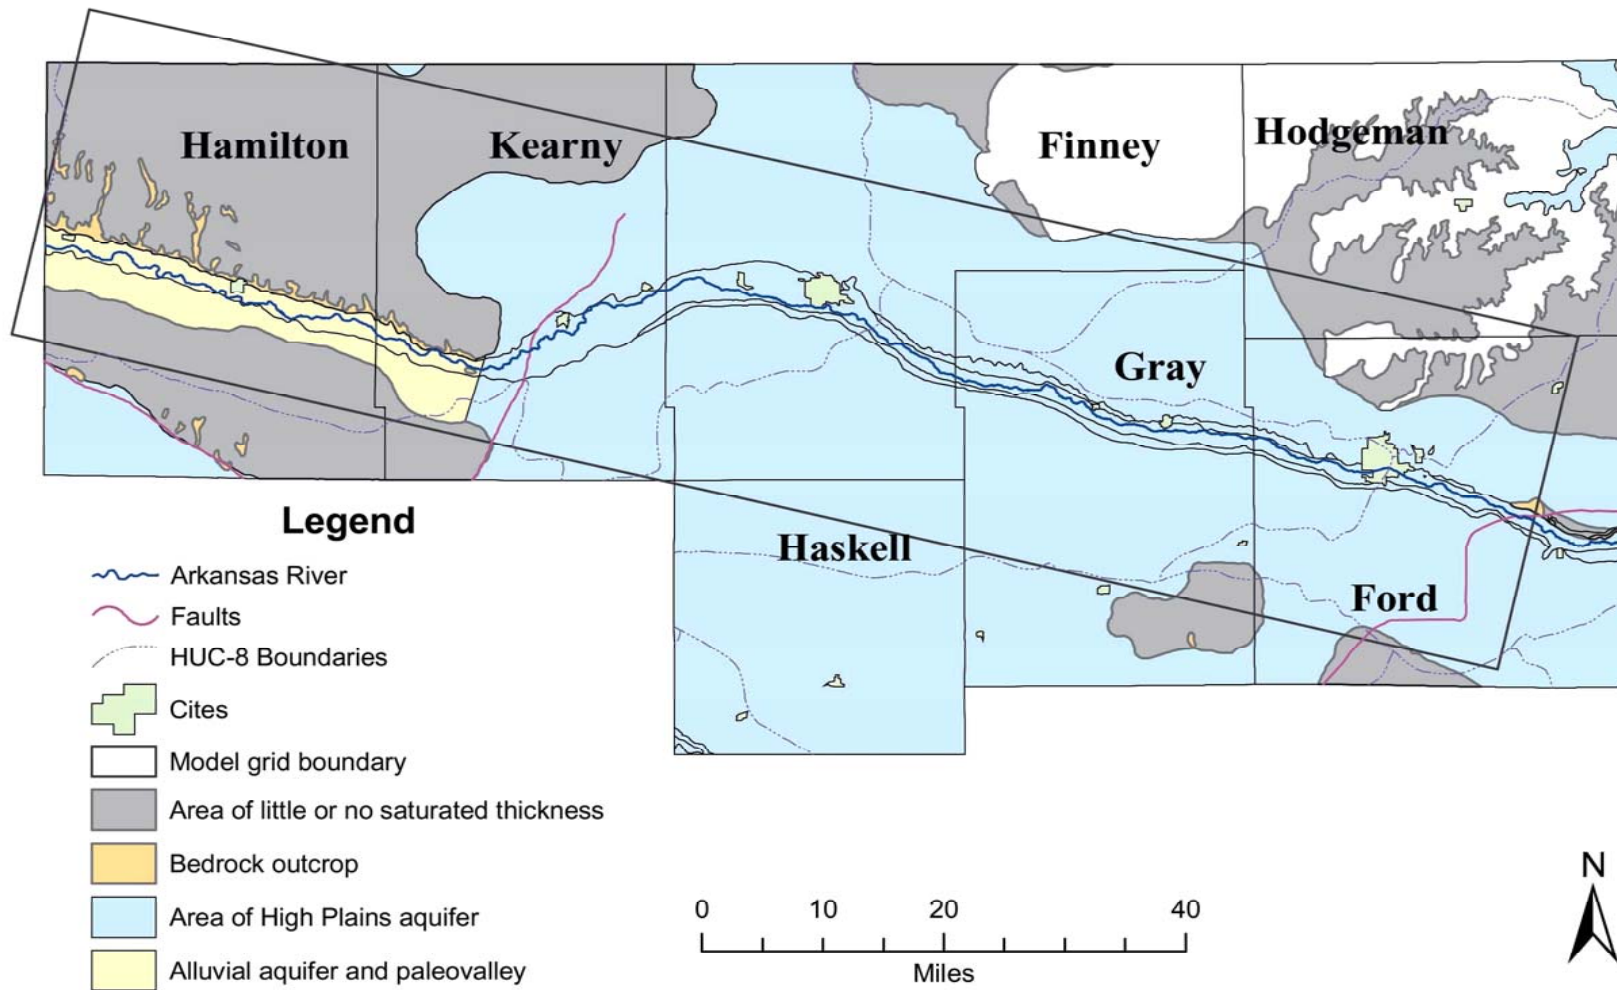 Hamilton
Kearny
Finney
Hodgeman
Gray
Haskell
Ford
Legend
Arkansas River
Faults
HUC-8 Boundaries
Cites
Model grid boundary
Area of little or no saturated thickness
Bedrock outcrop
Area of High Plains aquifer
Alluvial aquifer and paleovalley
0 10 20 40
Miles
N